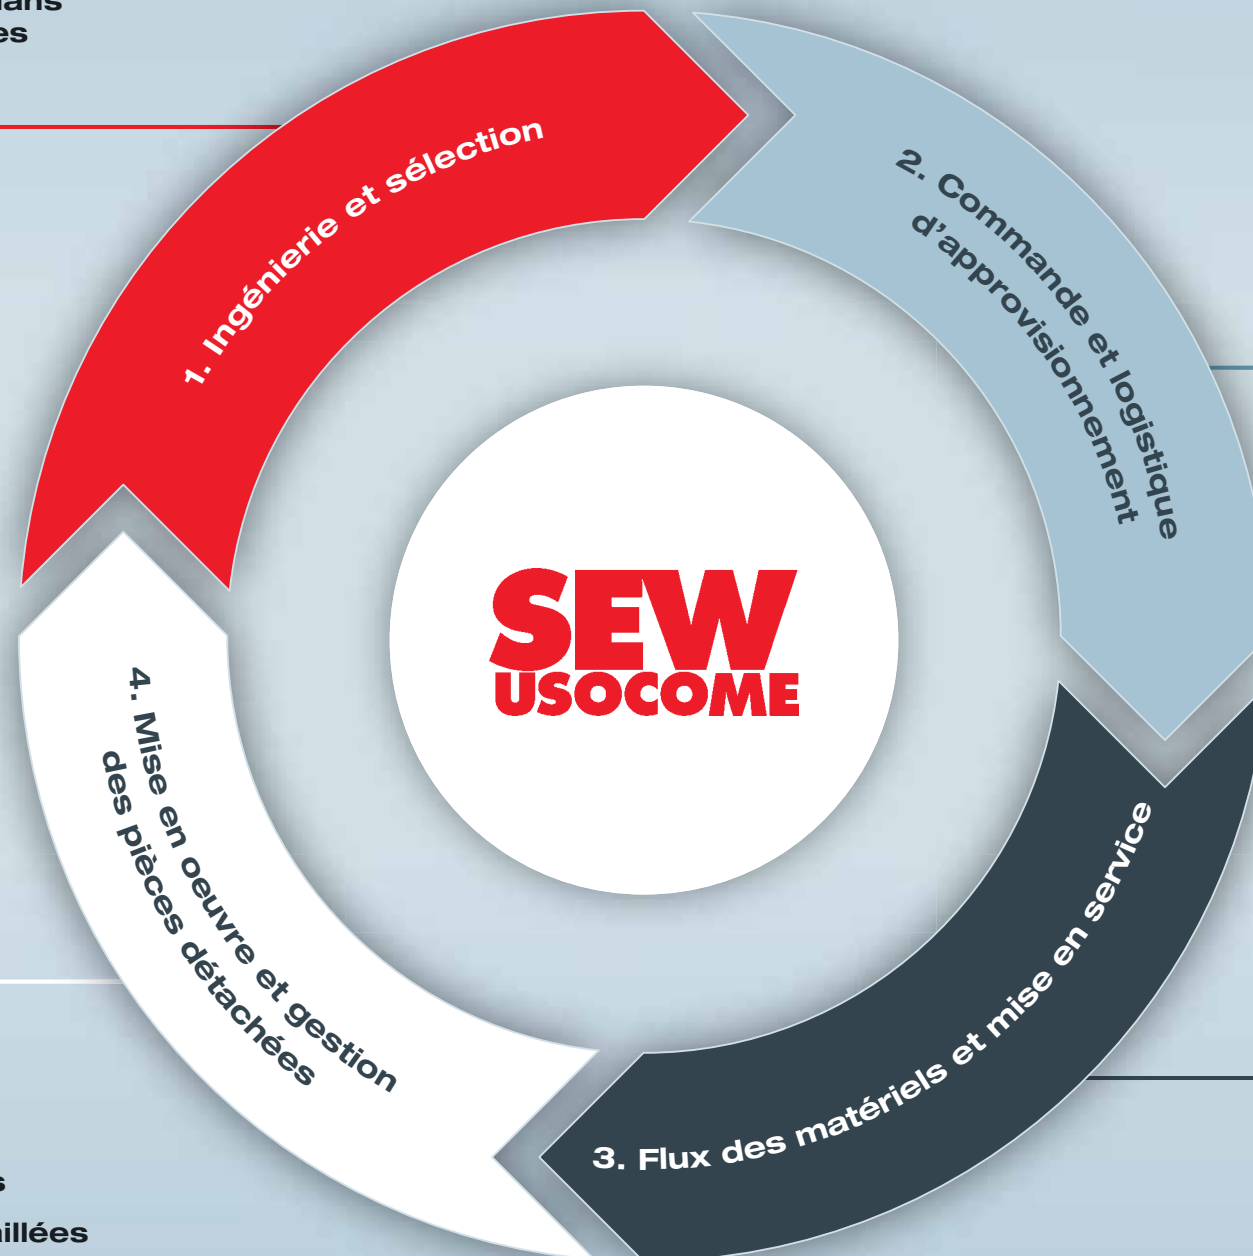 es
1. Ingénierie et sélection
2. Commande et logistique
d’approvisionnement
SEW
USOCOME
3. Flux des matériels et mise en service
4. Mise en oeuvre et gestion
des pièces détachées